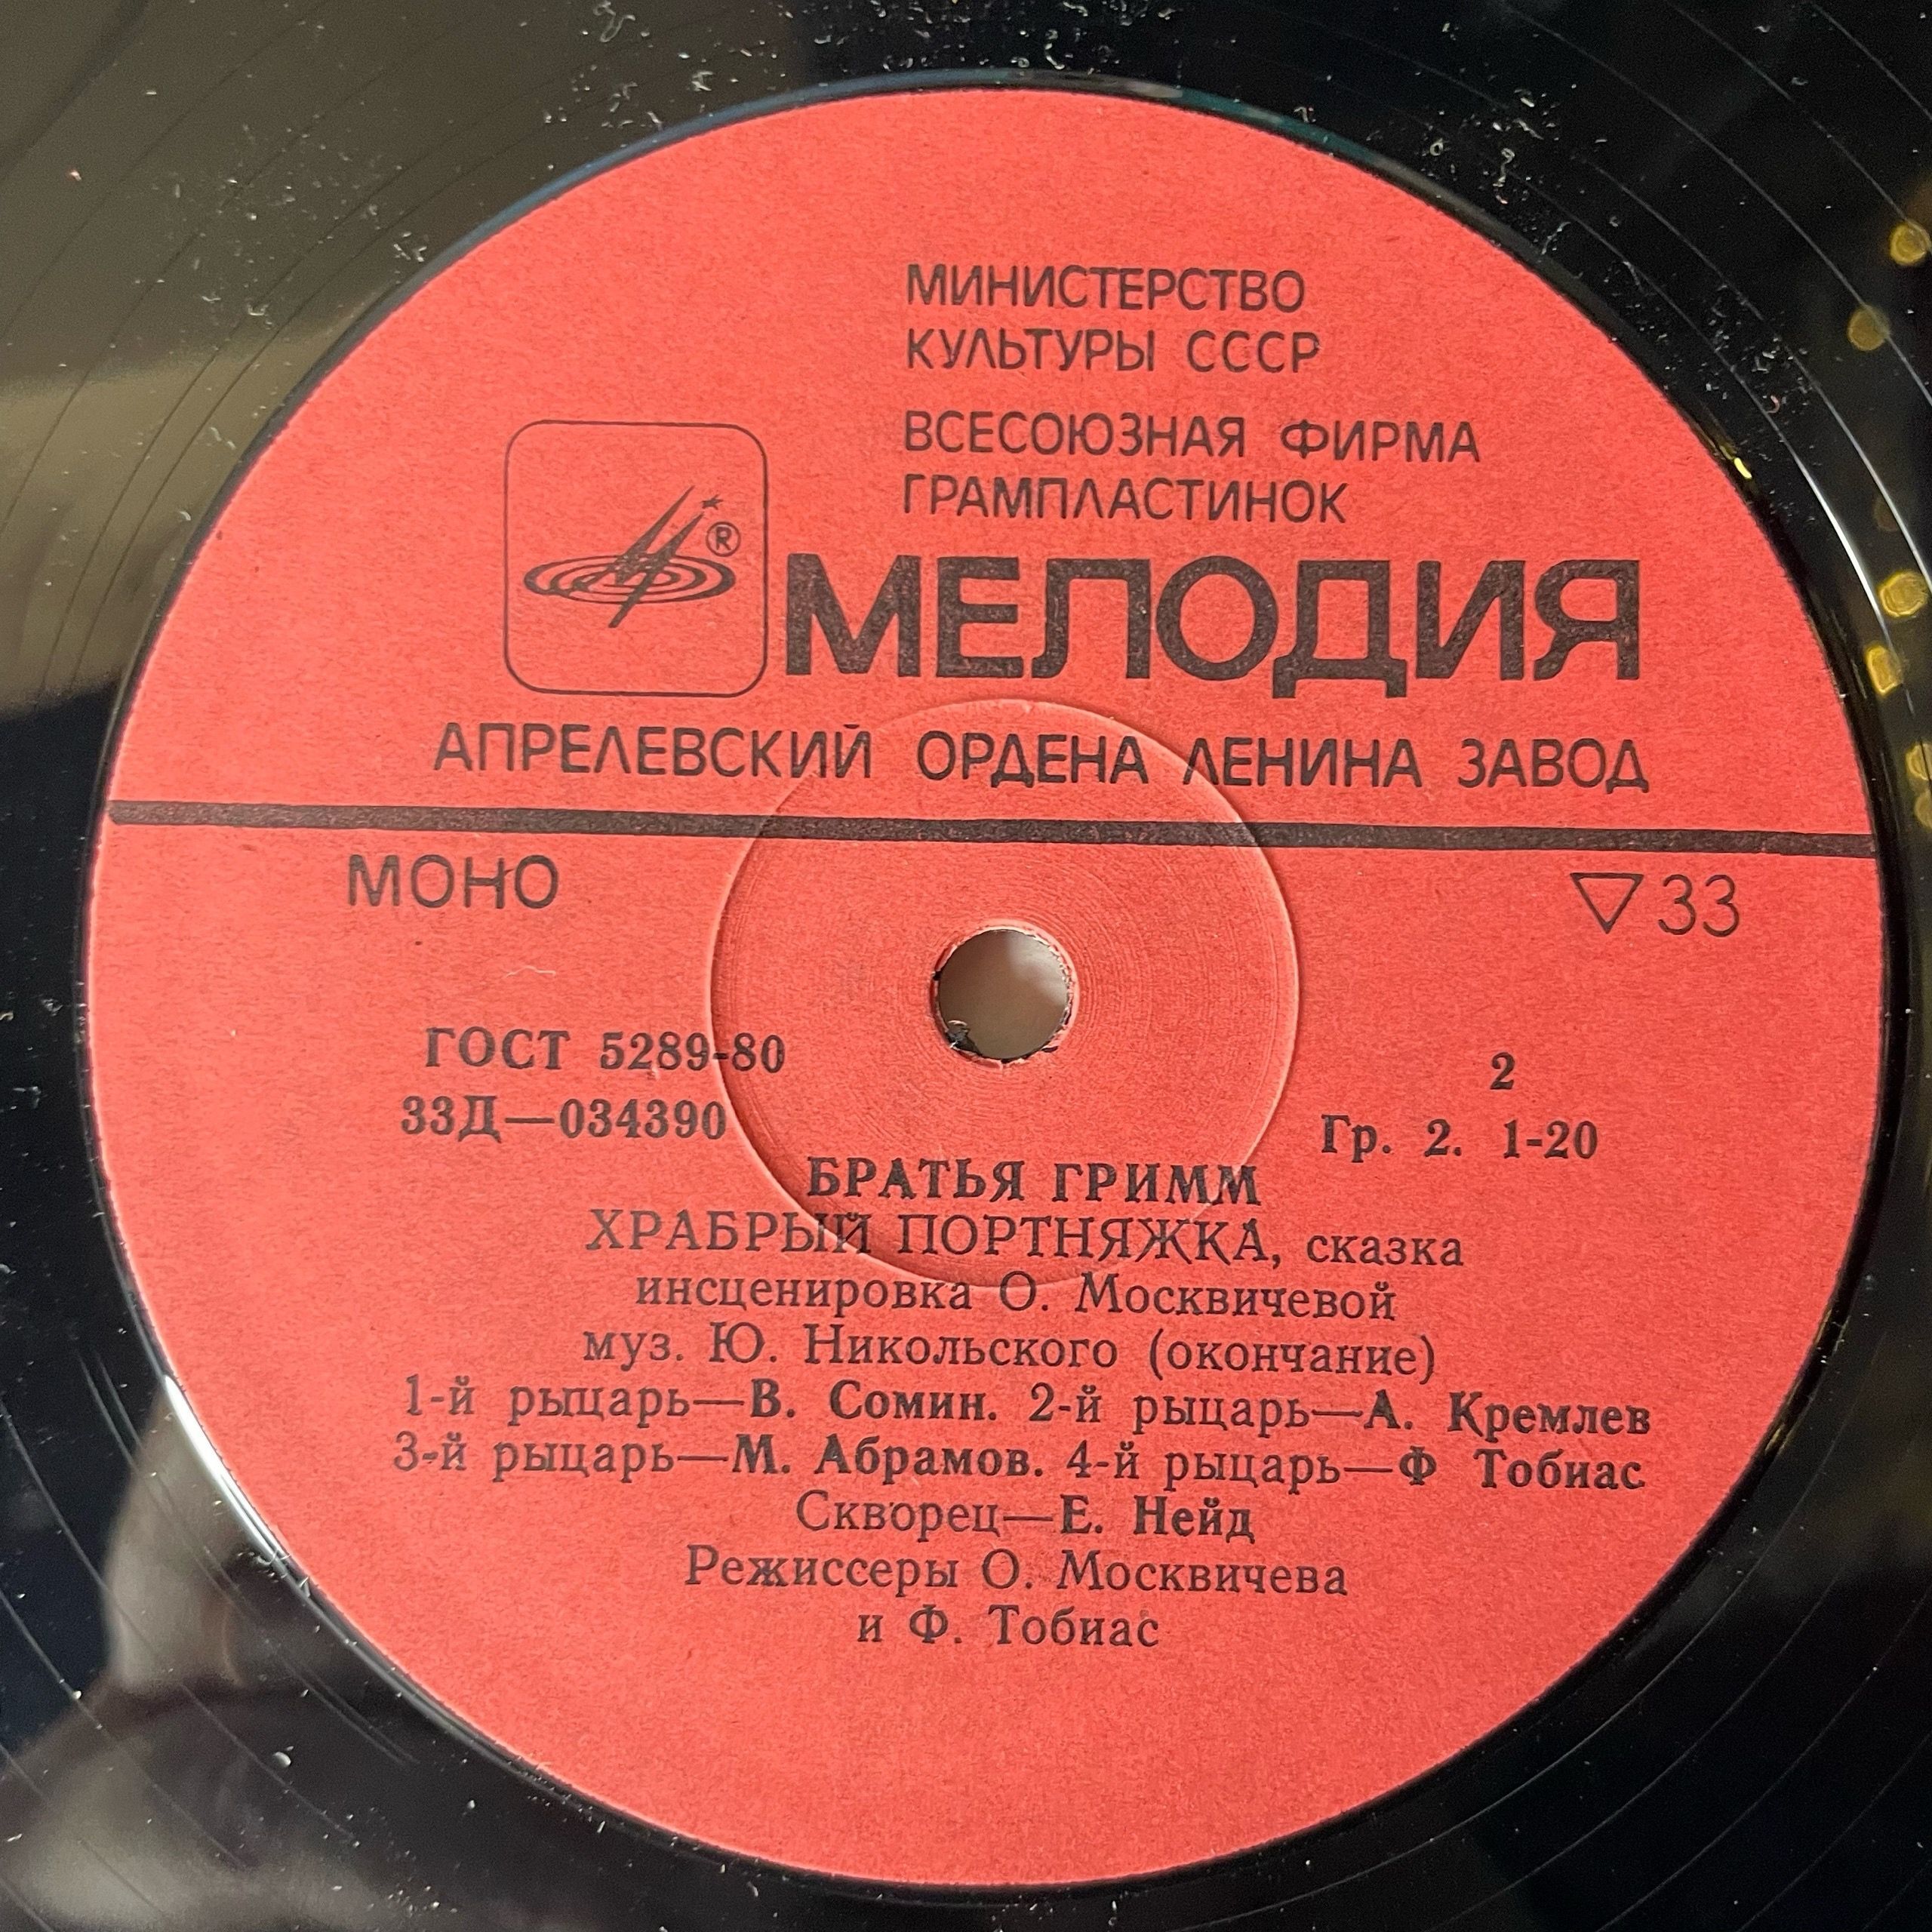 МИНИСТЕРСТВО
КУЛЬТУРЫ СССР
ВСЕСОЮЗНАЯ ФИРМА
ГРАМПЛАСТИНОК
®
МЕЛОДИЯ
АПРЕЛЕВСКИЙ ОРДЕНА ЛЕНИНА ЗАВОД
МОНО ▽33
ГОСТ 5289-80 2
33Д—034390 Гр. 2. 1-20
БРАТЬЯ ГРИММ
ХРАБРЫЙ ПОРТНЯЖКА, сказка
инсценировка О. Москвичевой
муз. Ю. Никольского (окончание)
1-й рыцарь—В. Сомин. 2-й рыцарь—А. Кремлев
3-й рыцарь—М. Абрамов. 4-й рыцарь—Ф Тобиас
Скворец—Е. Нейд
Режиссеры О. Москвичева
и Ф. Тобиас